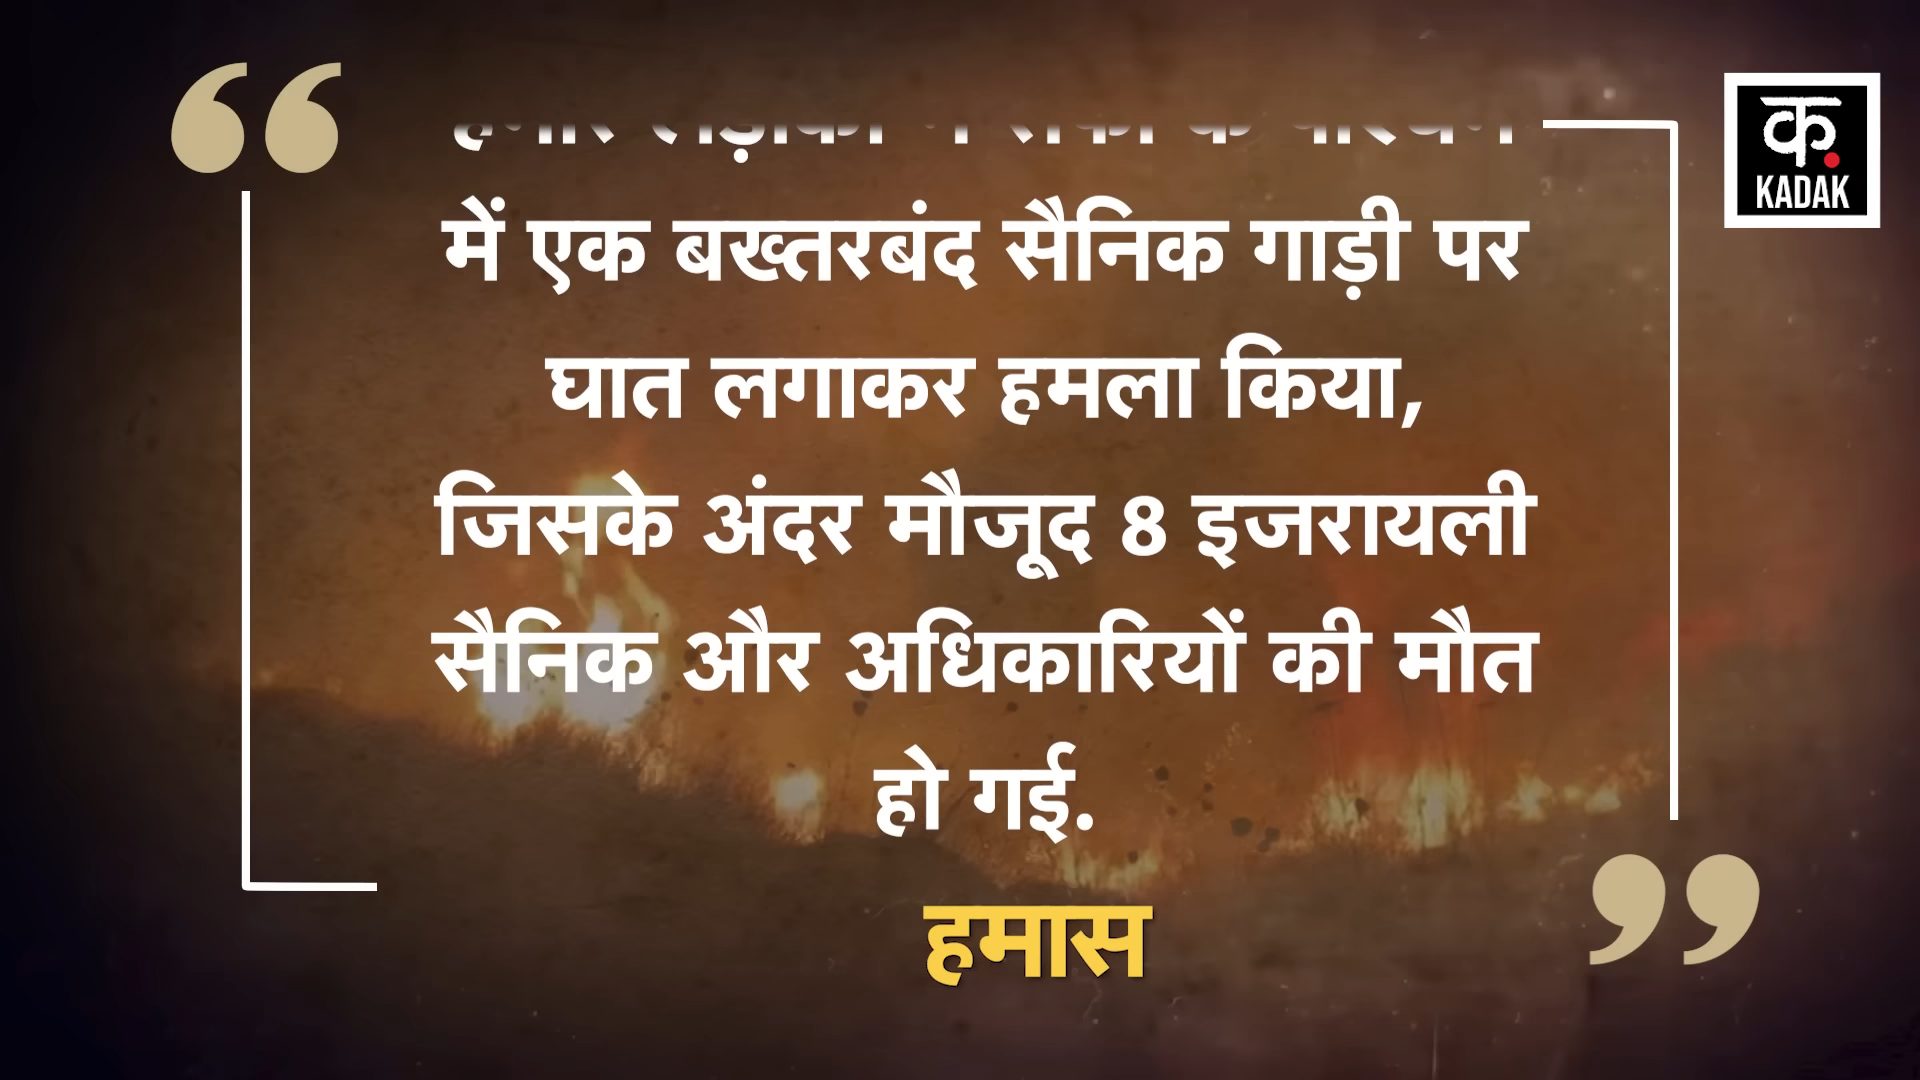 में एक बख्तरबंद सैनिक गाड़ी पर
घात लगाकर हमला किया,
जिसके अंदर मौजूद 8 इजरायली
सैनिक और अधिकारियों की मौत
हो गई.
हमास
क
KADAK